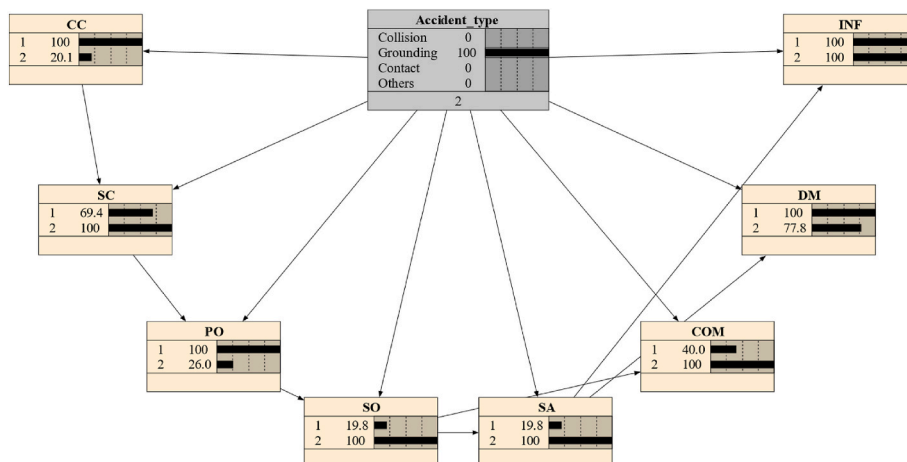 CC
1 100
2 20.1
Accident_type
Collision 0
Grounding 100
Contact 0
Others 0
2
INF
1 100
2 100
SC
1 69.4
2 100
DM
1 100
2 77.8
PO
1 100
2 26.0
COM
1 40.0
2 100
SO
1 19.8
2 100
SA
1 19.8
2 100